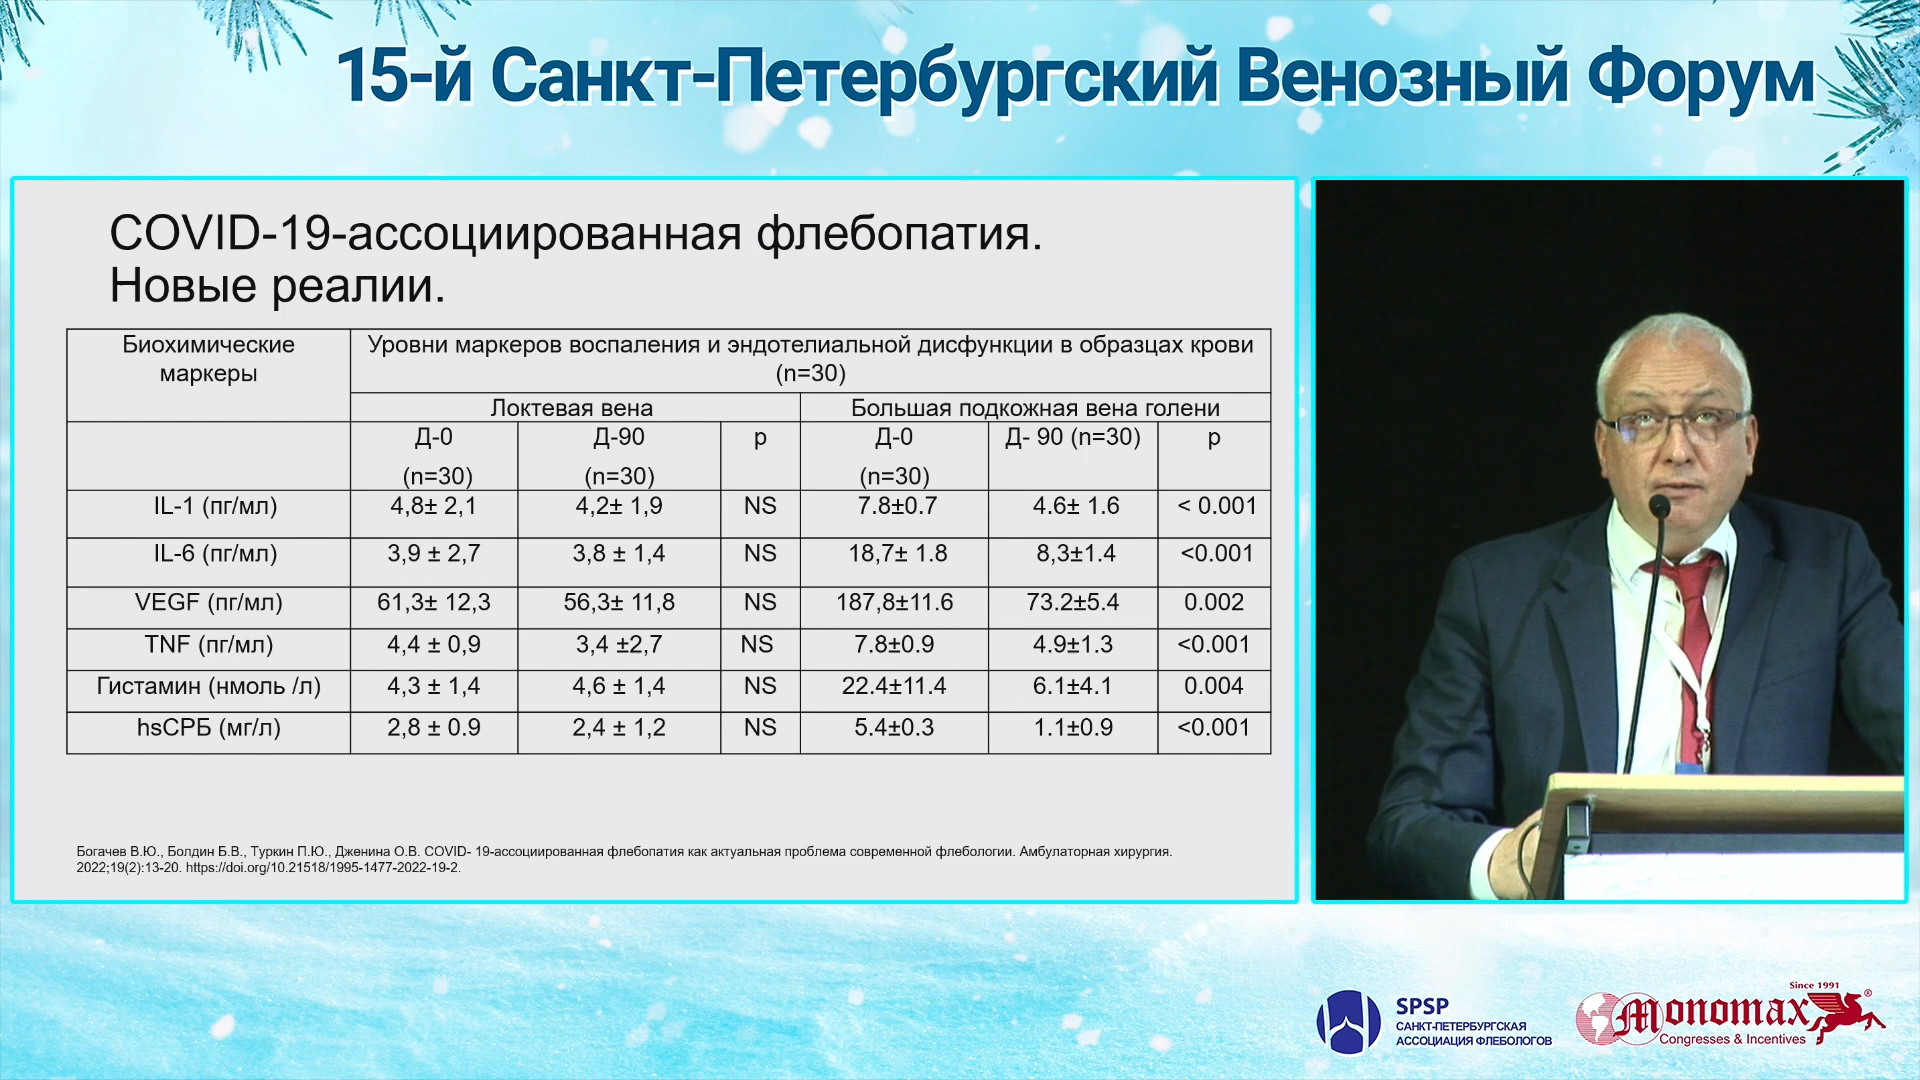 15-й Санкт-Петербургский Венозный Форум
COVID-19-ассоциированная флебопатия.
Новые реалии.
Биохимические маркеры
Уровни маркеров воспаления и эндотелиальной дисфункции в образцах крови (n=30)
Локтевая вена Большая подкожная вена голени
Д-0 (n=30) Д-90 (n=30) p Д-0 (n=30) Д- 90 (n=30) p
IL-1 (пг/мл) 4,8± 2,1 4,2± 1,9 NS 7.8±0.7 4.6± 1.6 < 0.001
IL-6 (пг/мл) 3,9 ± 2,7 3,8 ± 1,4 NS 18,7± 1.8 8,3±1.4 <0.001
VEGF (пг/мл) 61,3± 12,3 56,3± 11,8 NS 187,8±11.6 73.2±5.4 0.002
TNF (пг/мл) 4,4 ± 0,9 3,4 ±2,7 NS 7.8±0.9 4.9±1.3 <0.001
Гистамин (нмоль /л) 4,3 ± 1,4 4,6 ± 1,4 NS 22.4±11.4 6.1±4.1 0.004
hsСРБ (мг/л) 2,8 ± 0.9 2,4 ± 1,2 NS 5.4±0.3 1.1±0.9 <0.001
Богачев В.Ю., Болдин Б.В., Туркин П.Ю., Дженина О.В. COVID- 19-ассоциированная флебопатия как актуальная проблема современной флебологии. Амбулаторная хирургия.
2022;19(2):13-20. https://doi.org/10.21518/1995-1477-2022-19-2.
SPSP
САНКТ-ПЕТЕРБУРГСКАЯ
АССОЦИАЦИЯ ФЛЕБОЛОГОВ
Since 1991
Monomax®
Congresses & Incentives